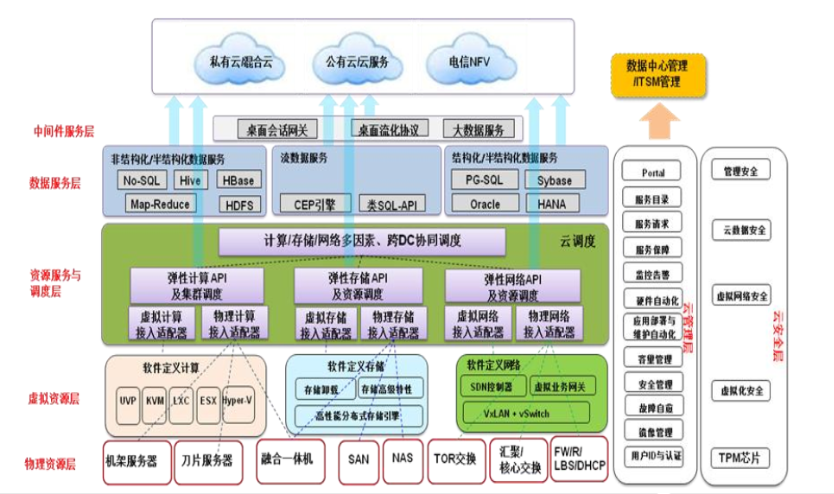 私有云/混合云
公有云/云服务
电信NFV
数据中心管理
/ITSM管理
中间件服务层
桌面会话网关
桌面流化协议
大数据服务
数据服务层
非结构化/半结构化数据服务
No-SQL
Hive
HBase
Map-Reduce
HDFS
流数据服务
CEP引擎
类SQL-API
结构化/半结构化数据服务
PG-SQL
Sybase
Oracle
HANA
资源服务与
调度层
计算/存储/网络多因素、跨DC协同调度
云调度
弹性计算API
及集群调度
弹性存储API
及资源调度
弹性网络API
及资源调度
虚拟计算
接入适配器
物理计算
接入适配器
虚拟存储
接入适配器
物理存储
接入适配器
虚拟网络
接入适配器
物理网络
接入适配器
虚拟资源层
软件定义计算
UVP
KVM
LXC
ESX
Hyper-V
软件定义存储
存储卸载
存储高级特性
高性能分布式存储引擎
软件定义网络
SDN控制器
虚拟业务网关
VxLAN + vSwitch
物理资源层
机架服务器
刀片服务器
融合一体机
SAN
NAS
TOR交换
汇聚/
核心交换
FW/R/
LBS/DHCP
Portal
服务目录
服务请求
服务保障
监控告警
硬件自动化
应用部署与
维护自动化
容量管理
安全管理
故障自愈
镜像管理
用户ID与认证
云管理层
管理安全
云数据安全
虚拟网络安全
虚拟化安全
TPM芯片
云安全层